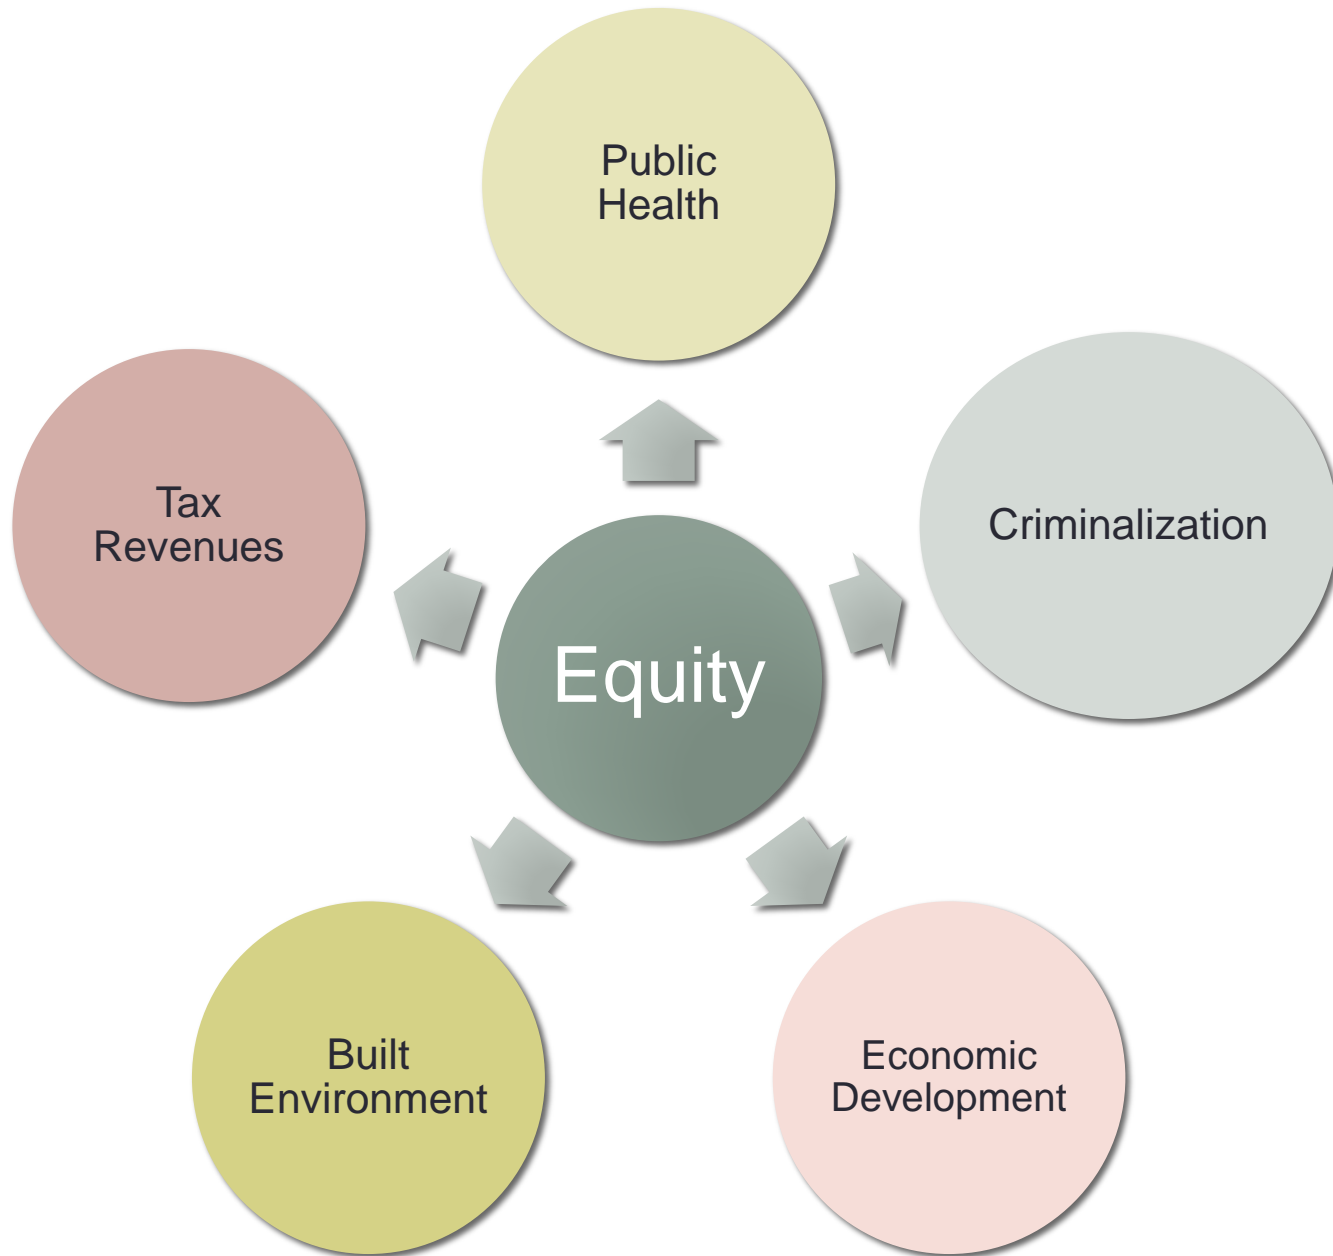 Public
Health
Tax
Revenues
Criminalization
Equity
Built
Environment
Economic
Development